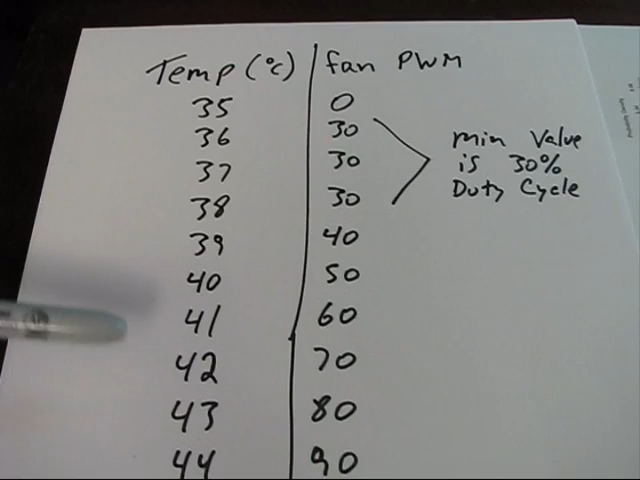 Temp (°C) fan PWM
35 0
36 30
37 30
38 30
39 40
40 50
41 60
42 70
43 80
44 90
min Value
is 30%
Duty Cycle